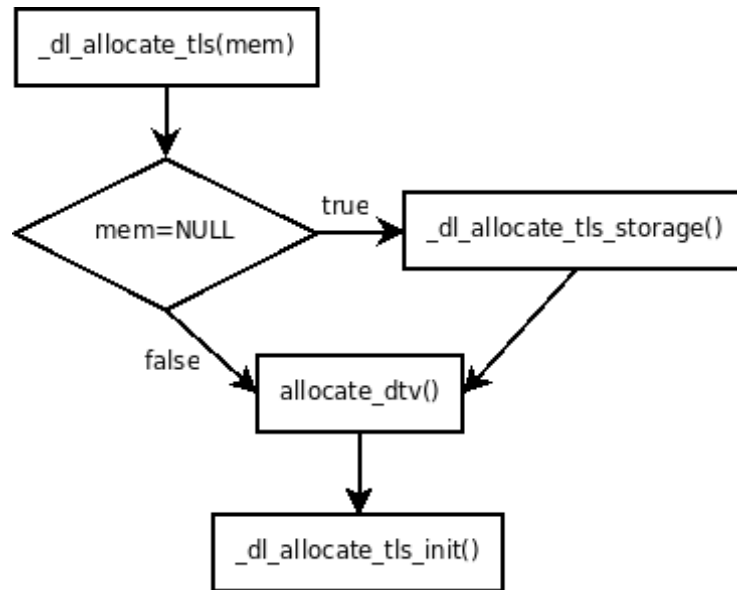 _dl_allocate_tls(mem)
mem=NULL
true
_dl_allocate_tls_storage()
false
allocate_dtv()
_dl_allocate_tls_init()